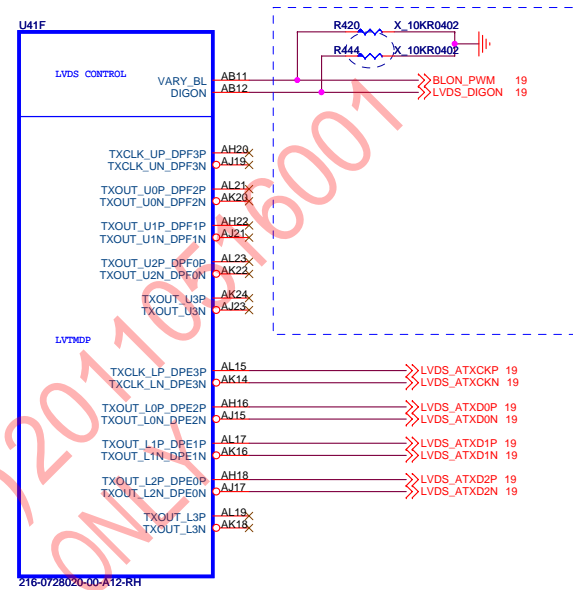 U41F
R420 X_10KR0402
R444 X_10KR0402
LVDS CONTROL
VARY_BL AB11 BLON_PWM 19
DIGON AB12 LVDS_DIGON 19
TXCLK_UP_DPF3P AH20
TXCLK_UN_DPF3N AJ19
TXOUT_U0P_DPF2P AL21
TXOUT_U0N_DPF2N AK20
TXOUT_U1P_DPF1P AH22
TXOUT_U1N_DPF1N AJ21
TXOUT_U2P_DPF0P AL23
TXOUT_U2N_DPF0N AK22
TXOUT_U3P AK24
TXOUT_U3N AJ23
LVTMDP
TXCLK_LP_DPE3P AL15 LVDS_ATXCKP 19
TXCLK_LN_DPE3N AK14 LVDS_ATXCKN 19
TXOUT_L0P_DPE2P AH16 LVDS_ATXD0P 19
TXOUT_L0N_DPE2N AJ15 LVDS_ATXD0N 19
TXOUT_L1P_DPE1P AL17 LVDS_ATXD1P 19
TXOUT_L1N_DPE1N AK16 LVDS_ATXD1N 19
TXOUT_L2P_DPE0P AH18 LVDS_ATXD2P 19
TXOUT_L2N_DPE0N AJ17 LVDS_ATXD2N 19
TXOUT_L3P AL19
TXOUT_L3N AK18
216-0728020-00-A12-RH
)020110516001
ONLY